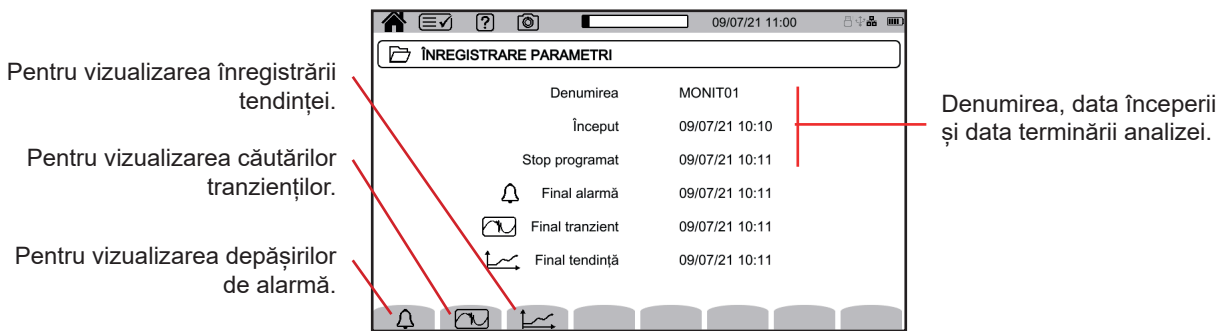 09/07/21 11:00
ÎNREGISTRARE PARAMETRI
Pentru vizualizarea înregistrării
tendinței.
Pentru vizualizarea căutărilor
tranzienților.
Pentru vizualizarea depășirilor
de alarmă.
Denumirea MONIT01
Început 09/07/21 10:10
Stop programat 09/07/21 10:11
Final alarmă 09/07/21 10:11
Final tranzient 09/07/21 10:11
Final tendință 09/07/21 10:11
Denumirea, data începerii
și data terminării analizei.